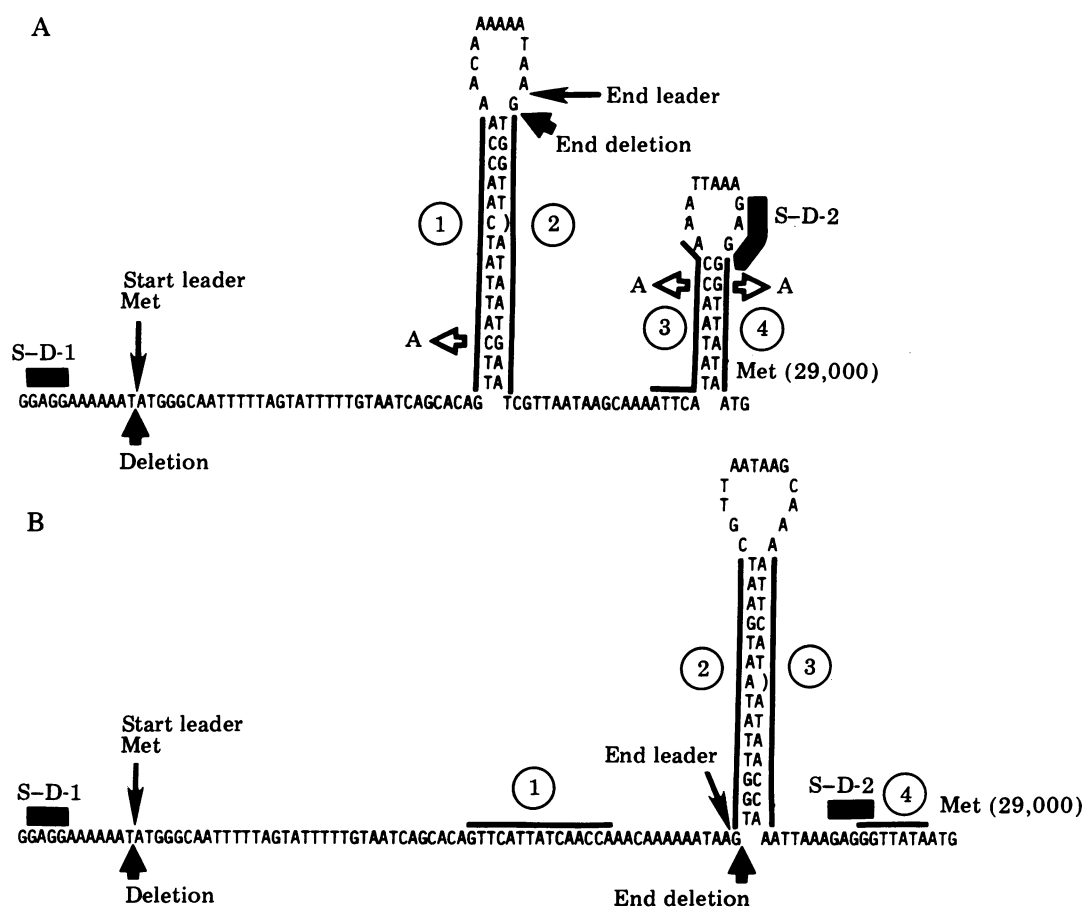 A
AAAAA
A T
C A
A A
A G
End leader
End deletion
AT
CG
CG
AT
AT
C )
TA
AT
TA
TA
AT
CG
TA
TA
1
2
TTAAA
A G
A A
A G
S-D-2
CG
CG
AT
AT
TA
AT
TA
A
A
A
3
4
Start leader
Met
S-D-1
Met (29,000)
GGAGGAAAAAATATGGGCAATTTTTAGTATTTTTGTAATCAGCACAG TCGTTAATAAGCAAAATTCA ATG
Deletion
B
AATAAG
T C
T A
G A
C A
TA
AT
AT
GC
TA
AT
A )
TA
AT
TA
TA
GC
GC
TA
2
3
Start leader
Met
End leader
S-D-1
1
S-D-2
4
Met (29,000)
GGAGGAAAAAATATGGGCAATTTTTAGTATTTTTGTAATCAGCACAGTTCATTATCAACCAAACAAAAAATAAG AATTAAAGAGGGTTATAATG
Deletion
End deletion